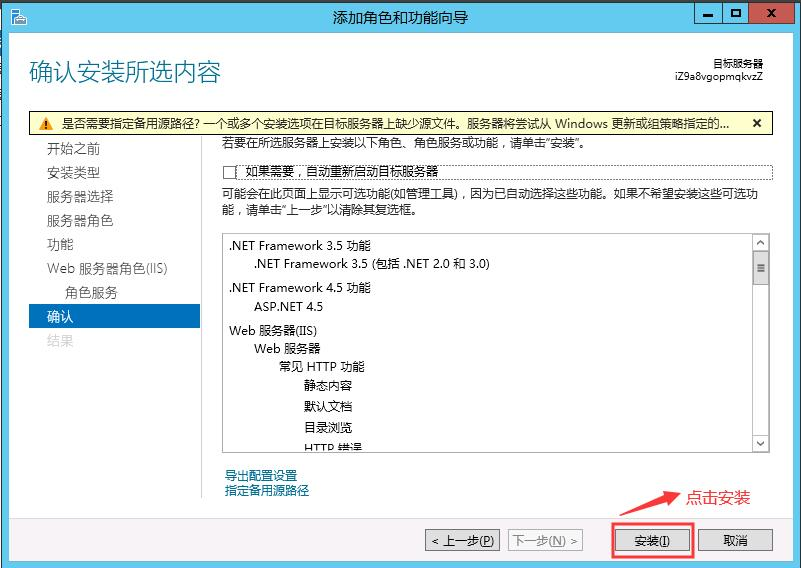 添加角色和功能向导
确认安装所选内容
目标服务器
iZ9a8vgopmqkvzZ
是否需要指定备用源路径? 一个或多个安装选项在目标服务器上缺少源文件。服务器将尝试从 Windows 更新或组策略指定的...
开始之前
安装类型
服务器选择
服务器角色
功能
Web 服务器角色(IIS)
角色服务
确认
结果
若要在所选服务器上安装以下角色、角色服务或功能，请单击“安装”。
如果需要，自动重新启动目标服务器
可能会在此页面上显示可选功能(如管理工具)，因为已自动选择这些功能。如果不希望安装这些可选功
能，请单击“上一步”以清除其复选框。
.NET Framework 3.5 功能
.NET Framework 3.5 (包括 .NET 2.0 和 3.0)
.NET Framework 4.5 功能
ASP.NET 4.5
Web 服务器(IIS)
Web 服务器
常见 HTTP 功能
静态内容
默认文档
目录浏览
HTTP 错误
导出配置设置
指定备用源路径
点击安装
< 上一步(P)
下一步(N) >
安装(I)
取消